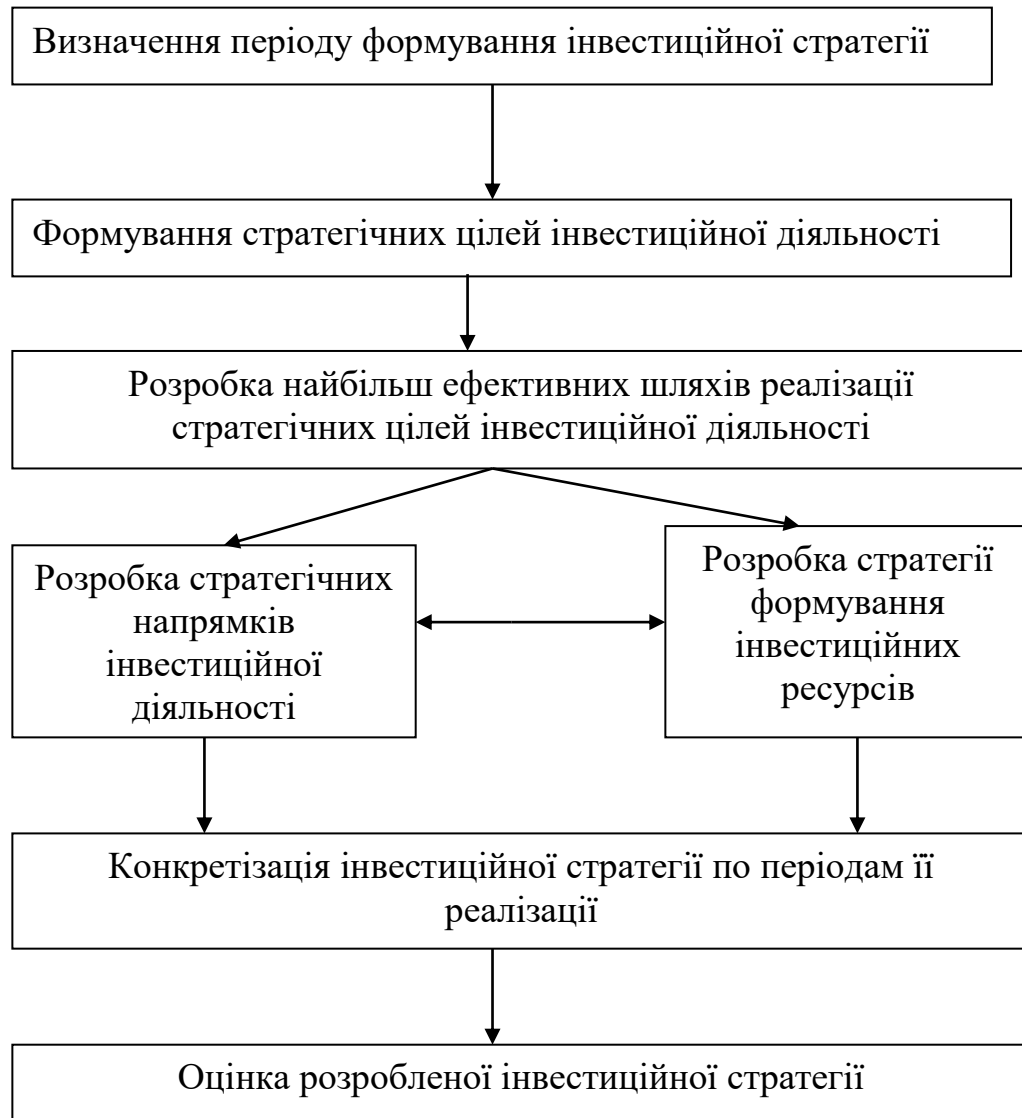 Визначення періоду формування інвестиційної стратегії
Формування стратегічних цілей інвестиційної діяльності
Розробка найбільш ефективних шляхів реалізації
стратегічних цілей інвестиційної діяльності
Розробка стратегічних
напрямків
інвестиційної
діяльності
Розробка стратегії
формування
інвестиційних
ресурсів
Конкретізація інвестиційної стратегії по періодам її
реалізації
Оцінка розробленої інвестиційної стратегії